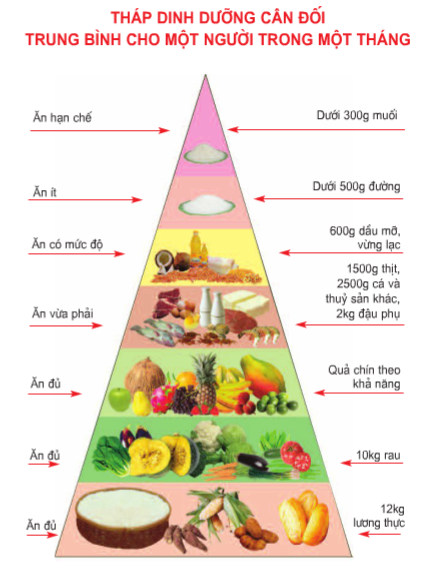 THÁP DINH DƯỠNG CÂN ĐỐI
TRUNG BÌNH CHO MỘT NGƯỜI TRONG MỘT THÁNG
Ăn hạn chế
Dưới 300g muối
Ăn ít
Dưới 500g đường
Ăn có mức độ
600g dầu mỡ,
vừng lạc
Ăn vừa phải
1500g thịt,
2500g cá và
thuỷ sản khác,
2kg đậu phụ
Ăn đủ
Quả chín theo
khả năng
Ăn đủ
10kg rau
Ăn đủ
12kg
lương thực